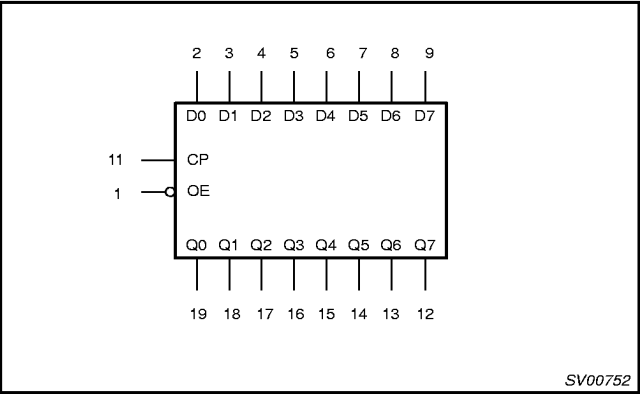 2 3 4 5 6 7 8 9
D0 D1 D2 D3 D4 D5 D6 D7
11 CP
1 OE
Q0 Q1 Q2 Q3 Q4 Q5 Q6 Q7
19 18 17 16 15 14 13 12
SV00752